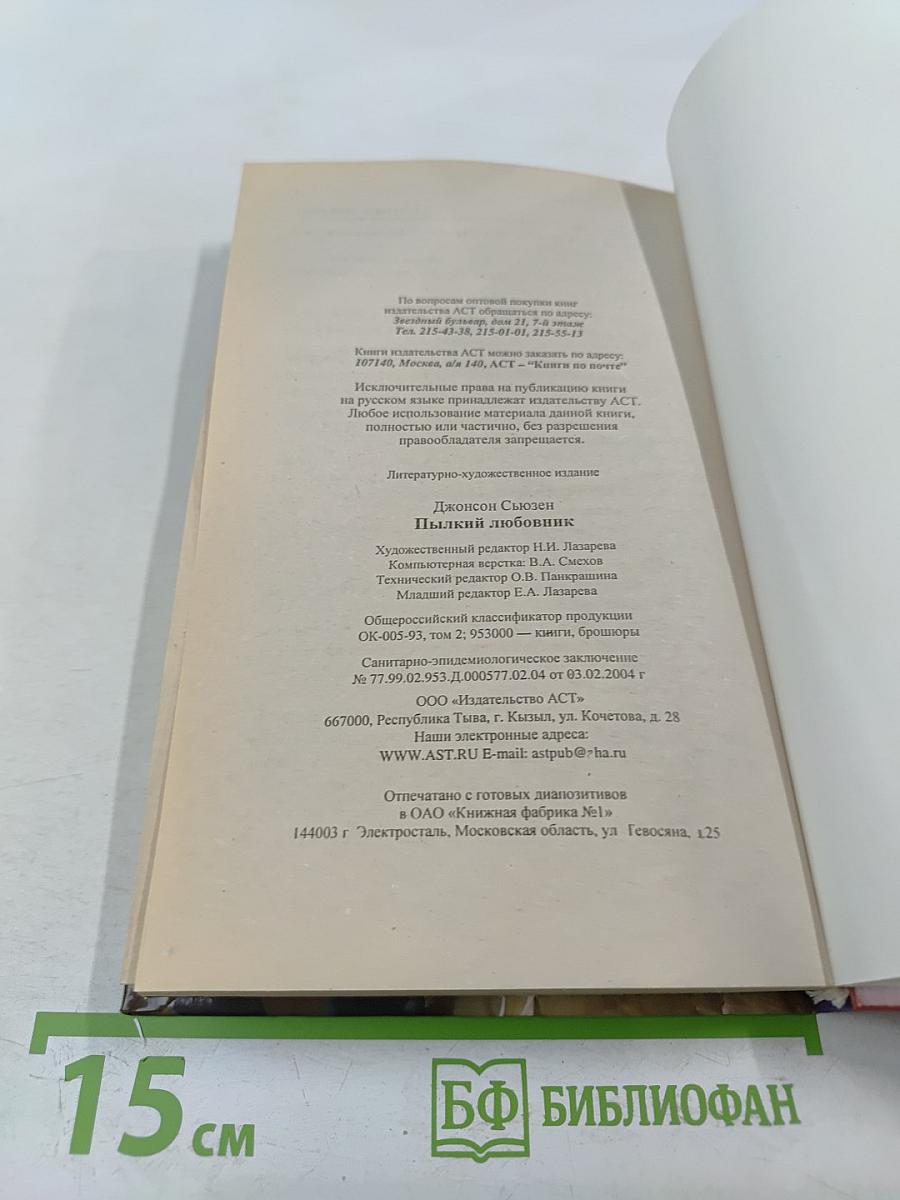 По вопросам оптовой покупки книг
издательства АСТ обращаться по адресу:
Звездный бульвар, дом 21, 7-й этаж
Тел. 215-43-38, 215-01-01, 215-55-13
Книги издательства АСТ можно заказать по адресу:
107140, Москва, а/я 140, АСТ – "Книги по почте"
Исключительные права на публикацию книги
на русском языке принадлежат издательству АСТ.
Любое использование материала данной книги,
полностью или частично, без разрешения
правообладателя запрещается.
Литературно-художественное издание
Джонсон Сьюзен
Пылкий любовник
Художественный редактор Н.И. Лазарева
Компьютерная верстка: В.А. Смехов
Технический редактор О.В. Панкрашина
Младший редактор Е.А. Лазарева
Общероссийский классификатор продукции
ОК-005-93, том 2; 953000 — книги, брошюры
Санитарно-эпидемиологическое заключение
№ 77.99.02.953.Д.000577.02.04 от 03.02.2004 г
ООО «Издательство АСТ»
667000, Республика Тыва, г. Кызыл, ул. Кочетова, д. 28
Наши электронные адреса:
WWW.AST.RU E-mail:
Отпечатано с готовых диапозитивов
в ОАО «Книжная фабрика №1»
144003 г Электросталь, Московская область, ул Тевосяна, 25
15 см
БФ БИБЛИОФАН